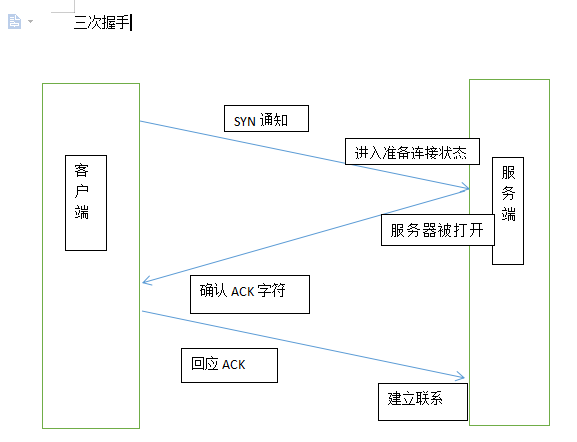 三次握手
SYN 通知
进入准备连接状态
客
户
端
服
务
端
服务器被打开
确认 ACK 字符
回应 ACK
建立联系